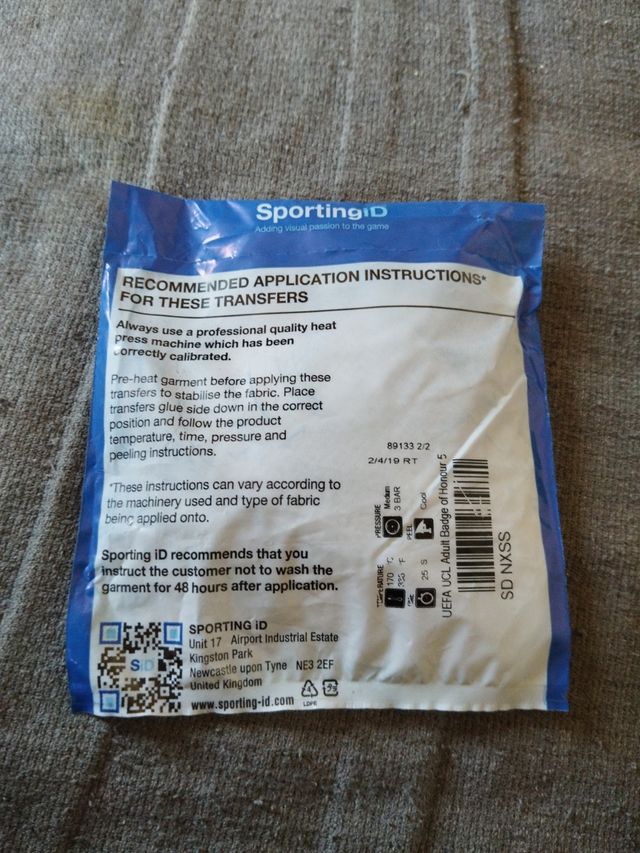 SportingiD
Adding visual passion to the game
RECOMMENDED APPLICATION INSTRUCTIONS*
FOR THESE TRANSFERS
Always use a professional quality heat
press machine which has been
correctly calibrated.
Pre-heat garment before applying these
transfers to stabilise the fabric. Place
transfers glue side down in the correct
position and follow the product
temperature, time, pressure and
peeling instructions.
*These instructions can vary according to
the machinery used and type of fabric
being applied onto.
Sporting iD recommends that you
instruct the customer not to wash the
garment for 48 hours after application.
89133 2/2
2/4/19 RT
PRESSURE
Medium
3 BAR
PEEL
Cool
TEMPERATURE
170 °C
°F
25 S
UEFA UCL Adult Badge of Honour 5
SD NXSS
SiD
SPORTING iD
Unit 17 Airport Industrial Estate
Kingston Park
Newcastle upon Tyne NE3 2EF
United Kingdom
www.sporting-id.com
4
LDPE